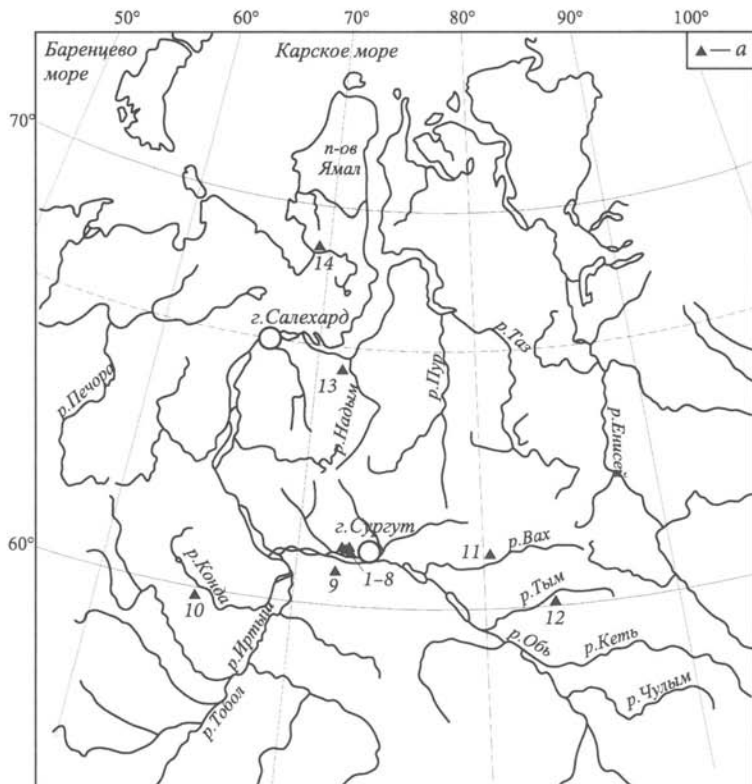 50° 60° 70° 80° 90° 100°
Баренцево
море
Карское море
▲ — а
70°
п-ов
Ямал
14
г.Салехард
р.Таз
р.Печора
13
р.Надым
р.Пур
р.Енисей
60°
г.Сургут
11
р.Вах
р.Конда
9
1–8
р.Тым
10
12
р.Иртыш
р.Обь
р.Кеть
р.Тобол
р.Чулым